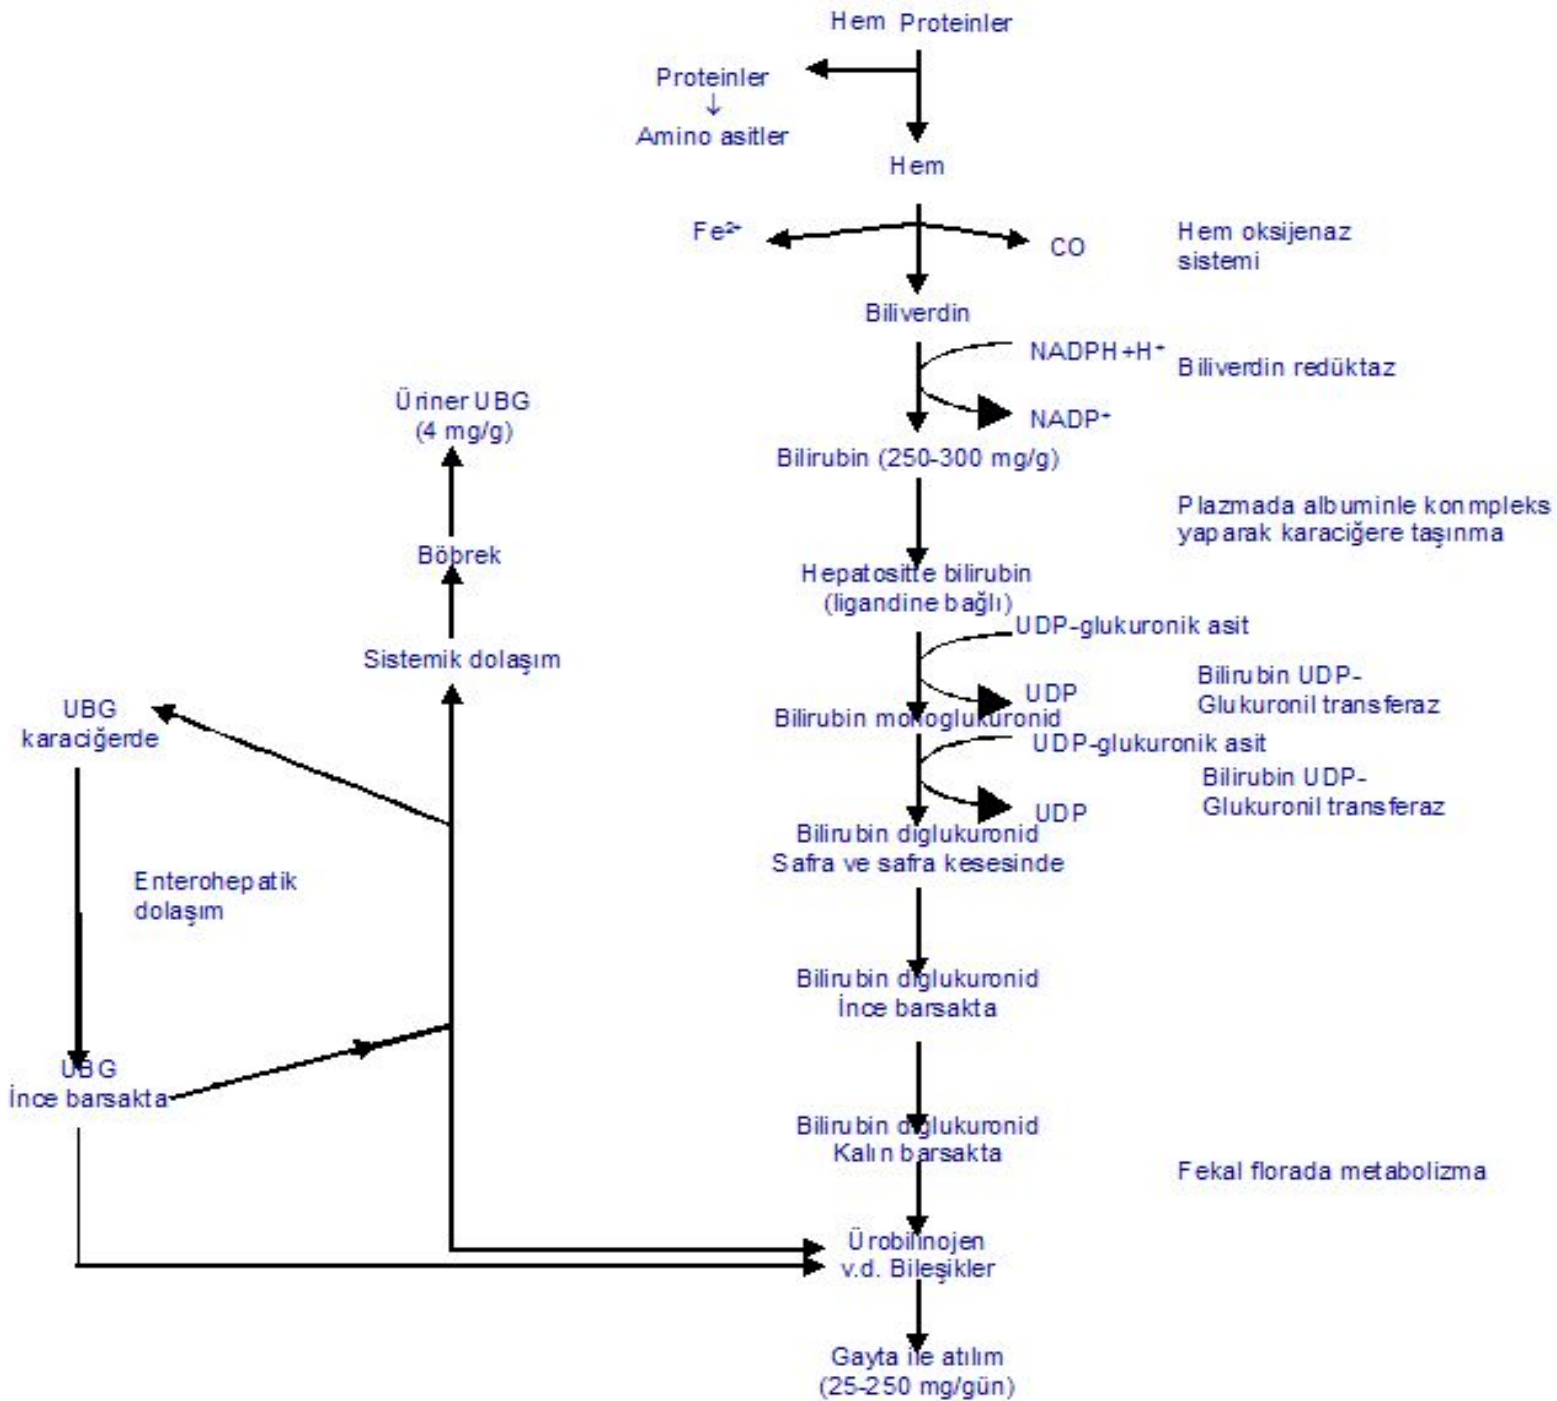 Hem Proteinler
Proteinler
↓
Amino asitler
Hem
Fe²⁺
CO
Hem oksijenaz
sistemi
Biliverdin
NADPH+H⁺
Biliverdin redüktaz
NADP⁺
Bilirubin (250-300 mg/g)
Plazmada albuminle konmpleks
yaparak karaciğere taşınma
Hepatositte bilirubin
(ligandine bağlı)
UDP-glukuronik asit
UDP
Bilirubin UDP-
Glukuronil transferaz
Bilirubin monoglukuronid
UDP-glukuronik asit
UDP
Bilirubin UDP-
Glukuronil transferaz
Bilirubin diglukuronid
Safra ve safra kesesinde
Bilirubin diglukuronid
İnce barsakta
Bilirubin diglukuronid
Kalın barsakta
Fekal florada metabolizma
Ürobilinojen
v.d. Bileşikler
Gayta ile atılım
(25-250 mg/gün)
Üriner UBG
(4 mg/g)
Böbrek
Sistemik dolaşım
UBG
karaciğerde
Enterohepatik
dolaşım
UBG
İnce barsakta